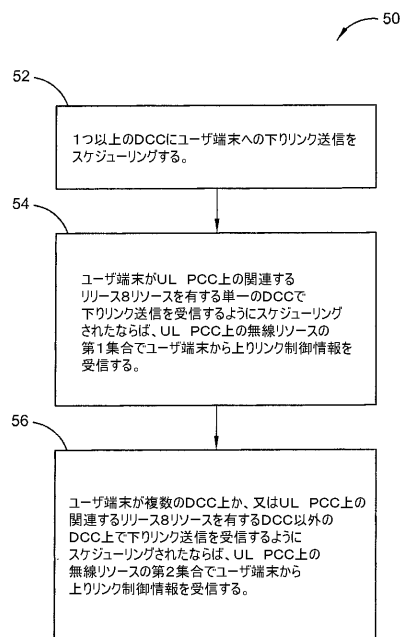 50
52
1つ以上のDCCにユーザ端末への下りリンク送信を
スケジューリングする。
54
ユーザ端末がUL PCC上の関連する
リリース8リソースを有する単一のDCCで
下りリンク送信を受信するようにスケジューリング
されたならば、UL PCC上の無線リソースの
第1集合でユーザ端末から上りリンク制御情報を
受信する。
56
ユーザ端末が複数のDCC上か、又はUL PCC上の
関連するリリース8リソースを有するDCC以外の
DCC上で下りリンク送信を受信するように
スケジューリングされたならば、UL PCC上の
無線リソースの第2集合でユーザ端末から
上りリンク制御情報を受信する。